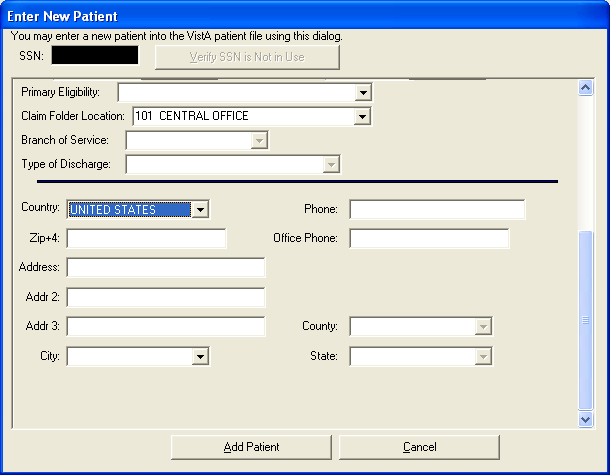 Enter New Patient
You may enter a new patient into the VistA patient file using this dialog.
SSN: Verify SSN is Not in Use
Primary Eligibility:
Claim Folder Location: 101 CENTRAL OFFICE
Branch of Service:
Type of Discharge:
Country: UNITED STATES Phone:
Zip+4: Office Phone:
Address:
Addr 2:
Addr 3: County:
City: State:
Add Patient Cancel